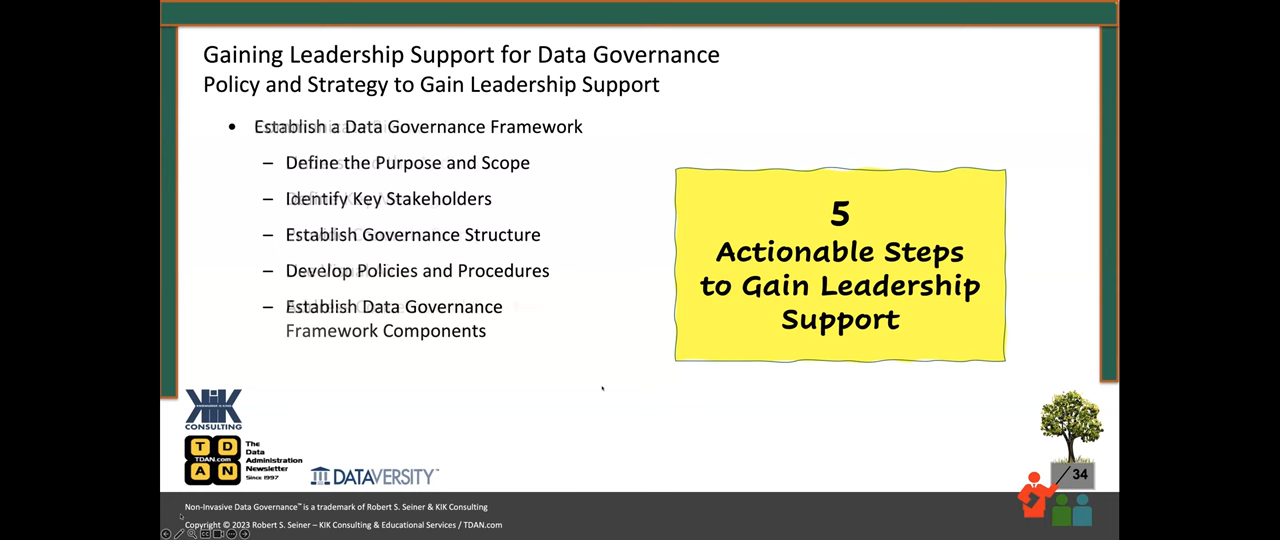 Gaining Leadership Support for Data Governance
Policy and Strategy to Gain Leadership Support
• Establish a Data Governance Framework
– Define the Purpose and Scope
– Identify Key Stakeholders
– Establish Governance Structure
– Develop Policies and Procedures
– Establish Data Governance
Framework Components
5
Actionable Steps
to Gain Leadership
Support
KIK
CONSULTING
T D
TDAN.com
A N
The
Data
Administration
Newsletter
Since 1997
DATAVERSITY™
34
Non-Invasive Data Governance™ is a trademark of Robert S. Seiner & KIK Consulting
Copyright © 2023 Robert S. Seiner – KIK Consulting & Educational Services / TDAN.com